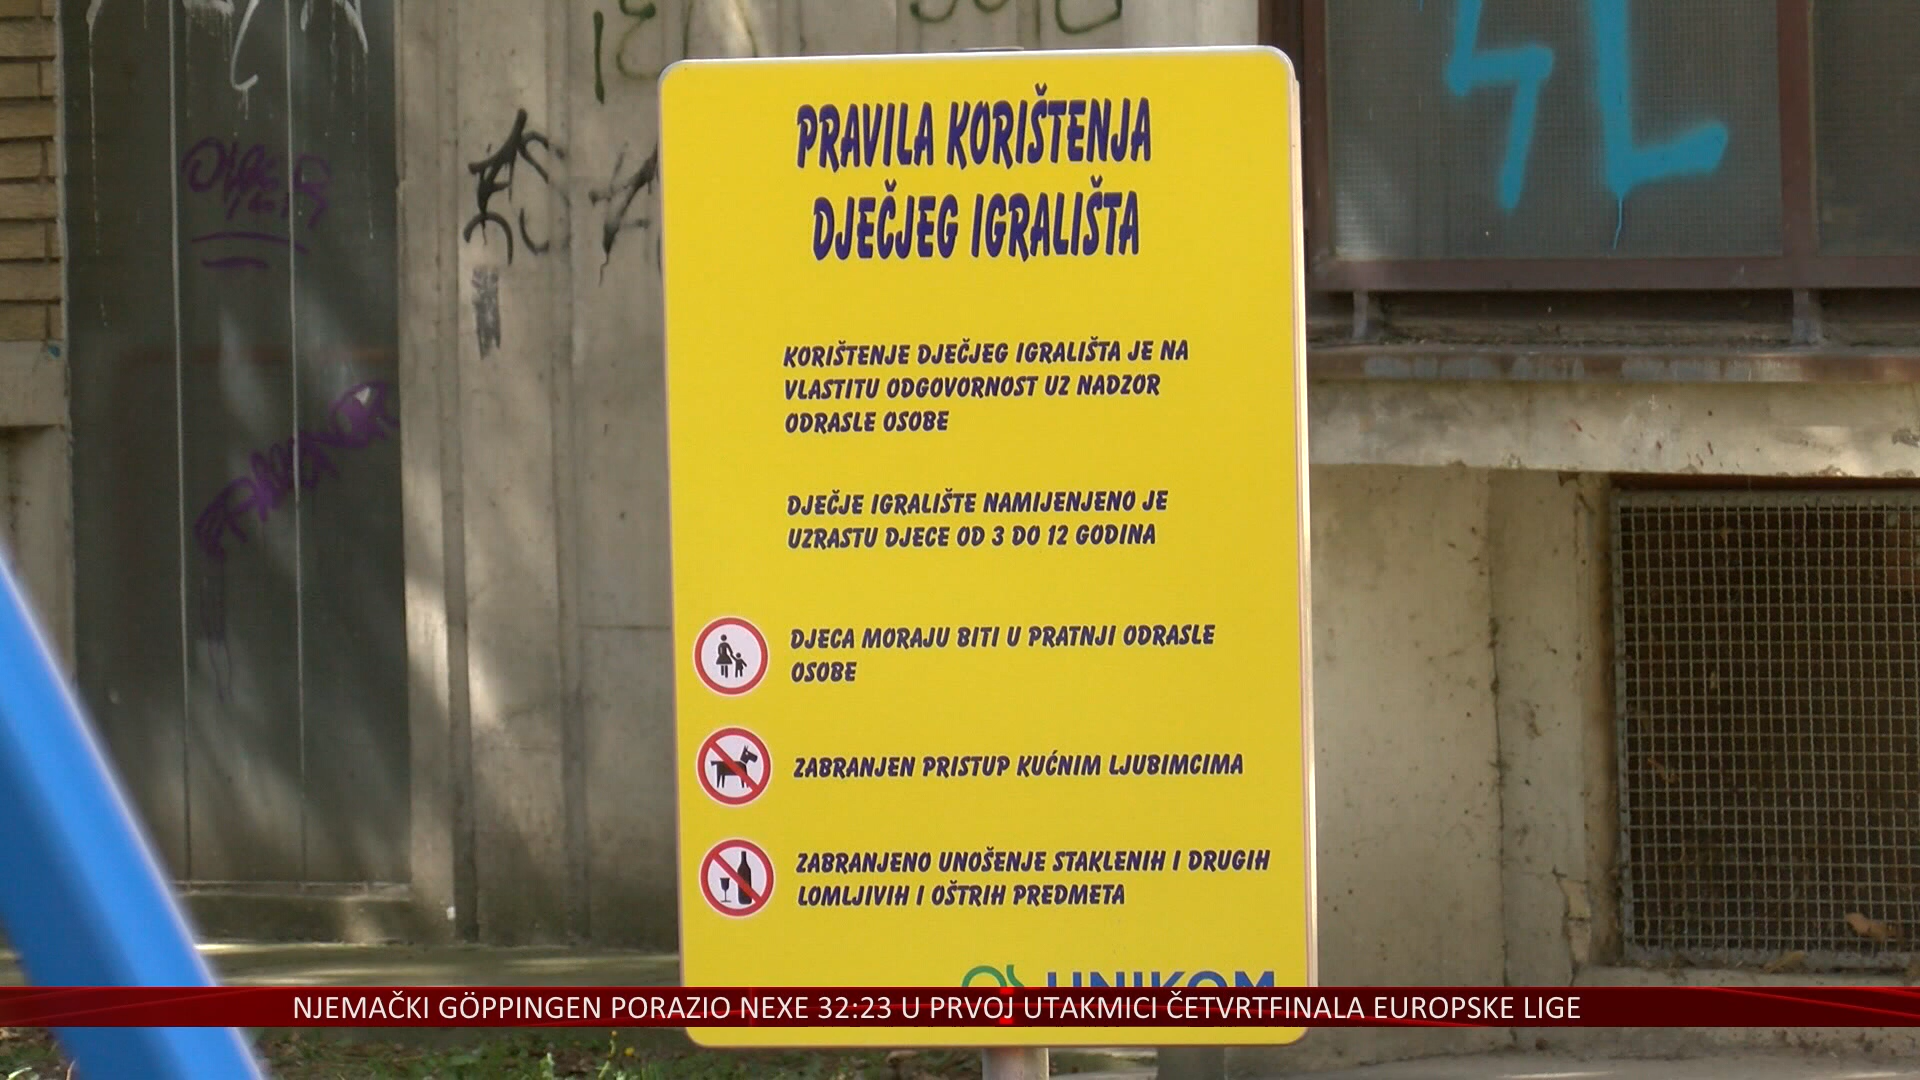 PRAVILA KORIŠTENJA
DJEČJEG IGRALIŠTA
KORIŠTENJE DJEČJEG IGRALIŠTA JE NA
VLASTITU ODGOVORNOST UZ NADZOR
ODRASLE OSOBE
DJEČJE IGRALIŠTE NAMIJENJENO JE
UZRASTU DJECE OD 3 DO 12 GODINA
DJECA MORAJU BITI U PRATNJI ODRASLE
OSOBE
ZABRANJEN PRISTUP KUĆNIM LJUBIMCIMA
ZABRANJENO UNOŠENJE STAKLENIH I DRUGIH
LOMLJIVIH I OŠTRIH PREDMETA
UNIKOM
NJEMAČKI GÖPPINGEN PORAZIO NEXE 32:23 U PRVOJ UTAKMICI ČETVRTFINALA EUROPSKE LIGE